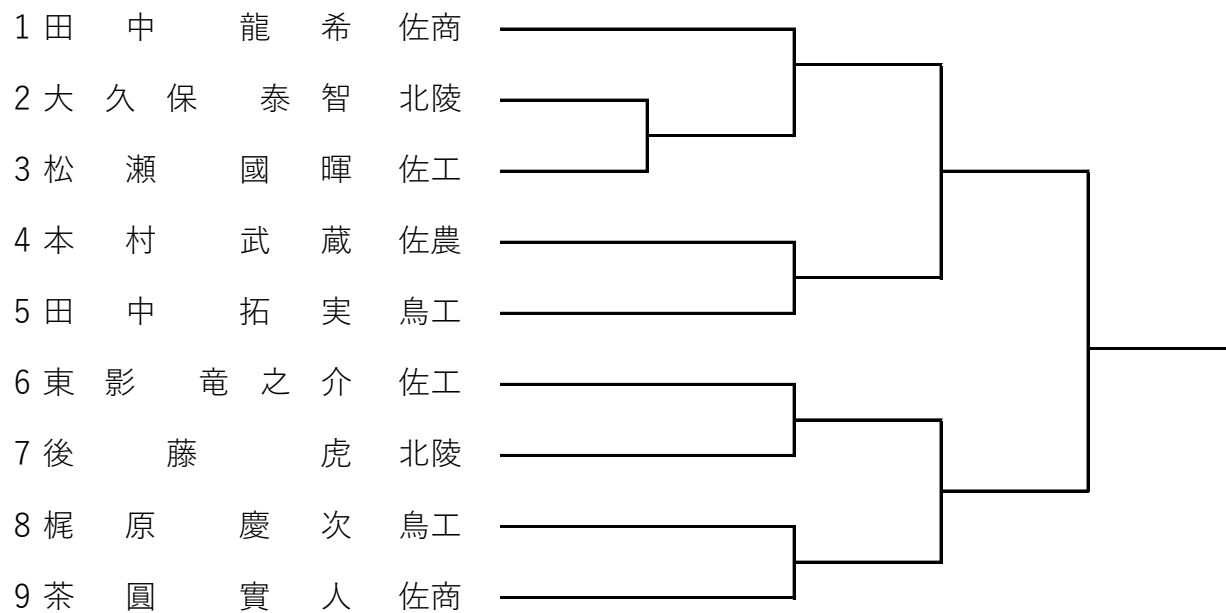 1 田中 龍希 佐商
2 大久保 泰智 北陵
3 松瀬 國暉 佐工
4 本村 武蔵 佐農
5 田中 拓実 鳥工
6 東影 竜之介 佐工
7 後藤 虎 北陵
8 梶原 慶次 鳥工
9 茶圓 實人 佐商